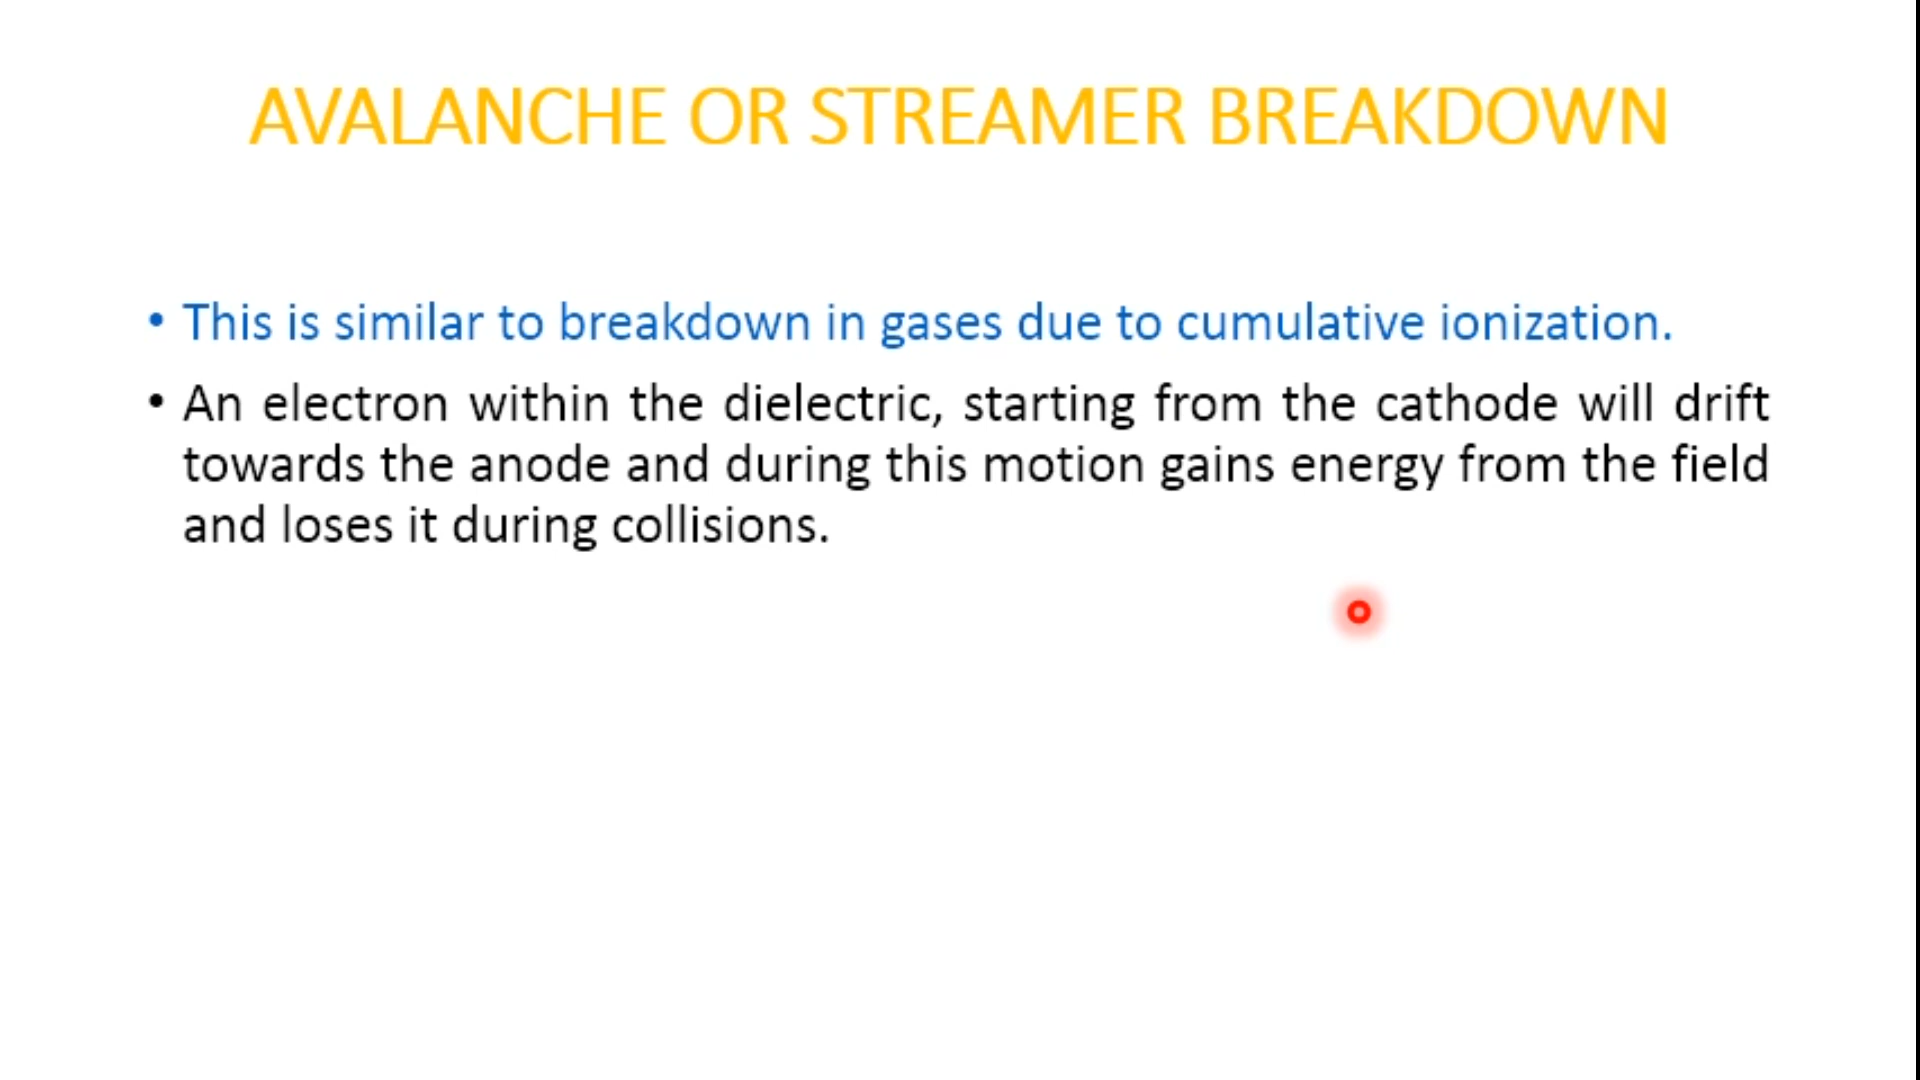 AVALANCHE OR STREAMER BREAKDOWN
• This is similar to breakdown in gases due to cumulative ionization.
• An electron within the dielectric, starting from the cathode will drift
towards the anode and during this motion gains energy from the field
and loses it during collisions.